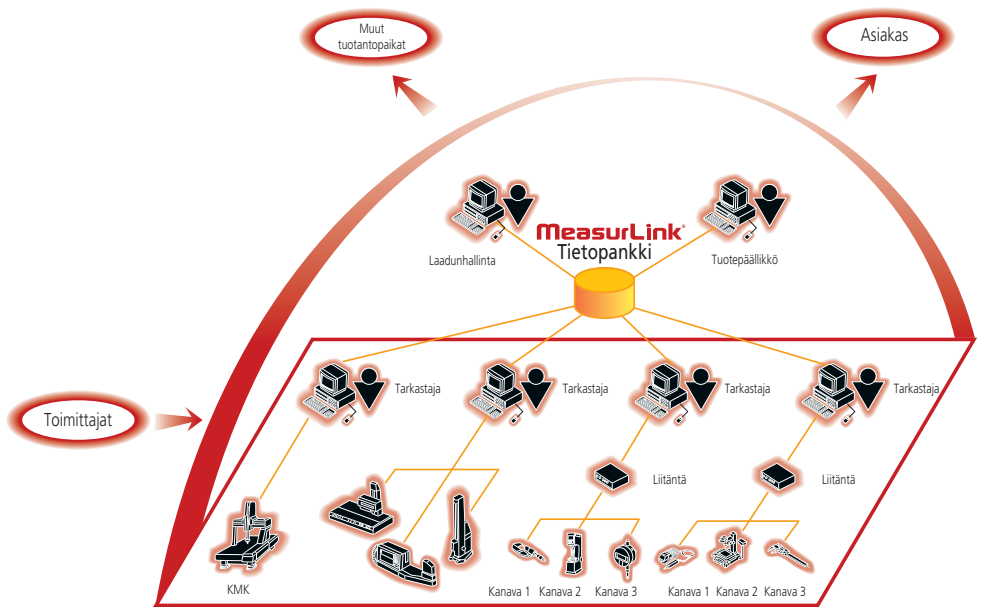 Muut
tuotantopaikat
Asiakas
MeasurLink®
Tietopankki
Laadunhallinta
Tuotepäällikkö
Tarkastaja
Tarkastaja
Tarkastaja
Tarkastaja
Toimittajat
Liitäntä
Liitäntä
KMK
Kanava 1
Kanava 2
Kanava 3
Kanava 1
Kanava 2
Kanava 3